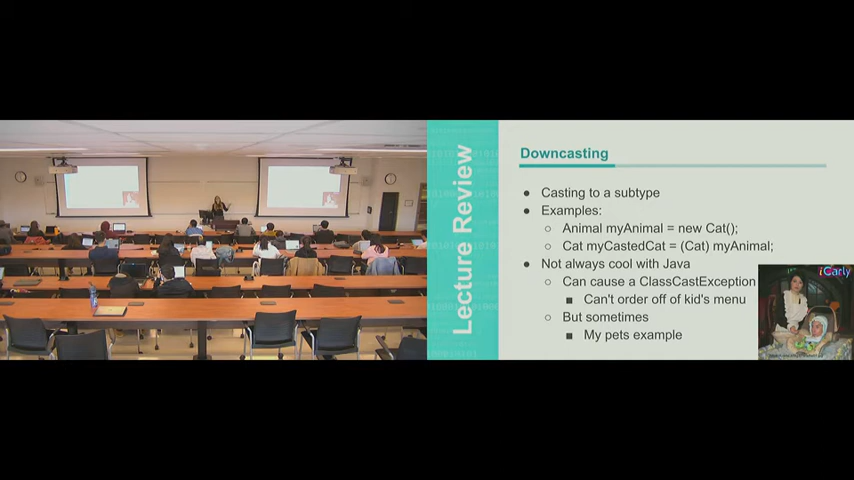 Lecture Review
Downcasting
● Casting to a subtype
● Examples:
○ Animal myAnimal = new Cat();
○ Cat myCastedCat = (Cat) myAnimal;
● Not always cool with Java
○ Can cause a ClassCastException
■ Can't order off of kid's menu
○ But sometimes
■ My pets example
iCarly